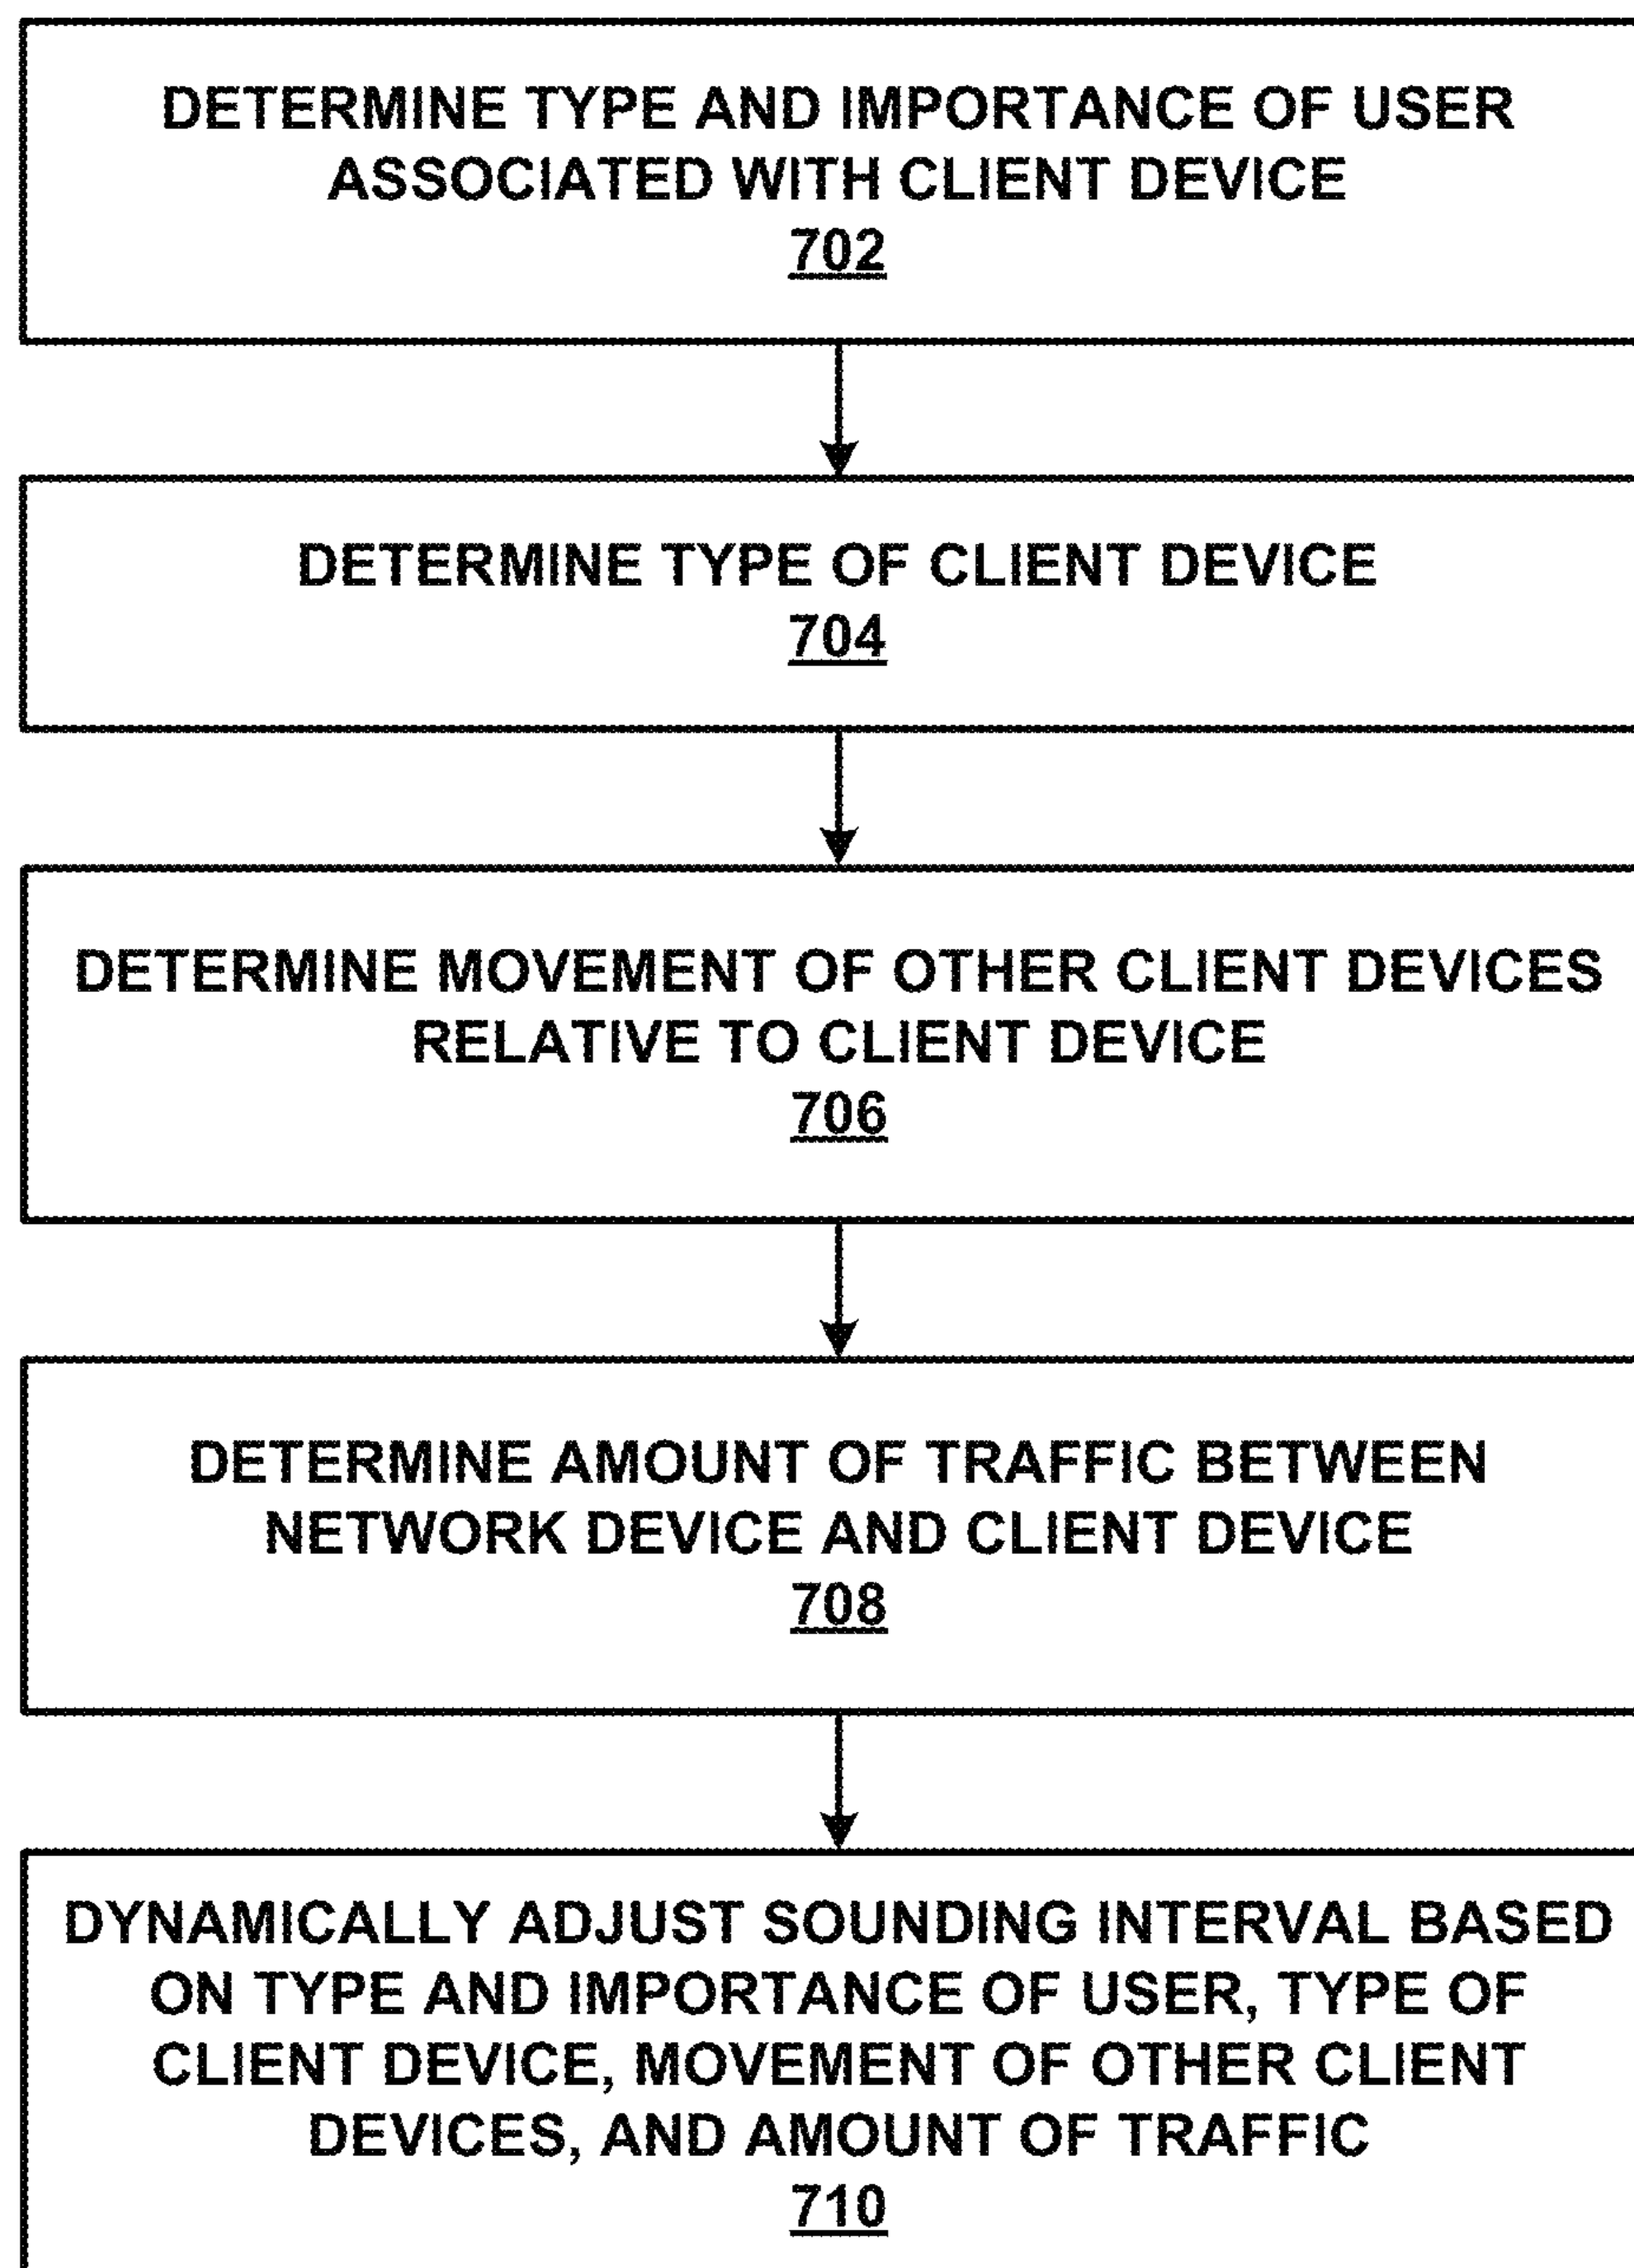 DETERMINE TYPE AND IMPORTANCE OF USER
ASSOCIATED WITH CLIENT DEVICE
702
DETERMINE TYPE OF CLIENT DEVICE
704
DETERMINE MOVEMENT OF OTHER CLIENT DEVICES
RELATIVE TO CLIENT DEVICE
706
DETERMINE AMOUNT OF TRAFFIC BETWEEN
NETWORK DEVICE AND CLIENT DEVICE
708
DYNAMICALLY ADJUST SOUNDING INTERVAL BASED
ON TYPE AND IMPORTANCE OF USER, TYPE OF
CLIENT DEVICE, MOVEMENT OF OTHER CLIENT
DEVICES, AND AMOUNT OF TRAFFIC
710